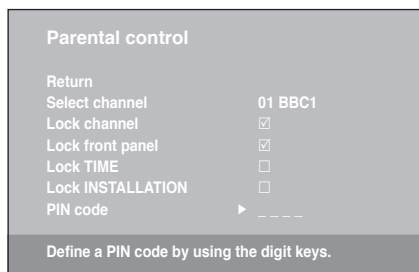 Parental control
Return
Select channel 01 BBC1
Lock channel ☑
Lock front panel ☑
Lock TIME ☐
Lock INSTALLATION ☐
PIN code ▶ _ _ _ _
Define a PIN code by using the digit keys.